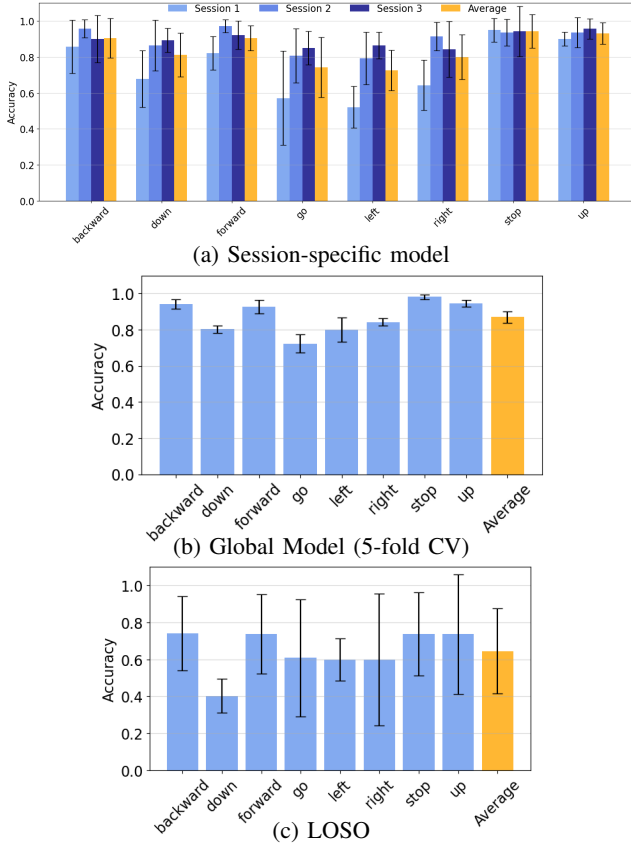 Session 1 Session 2 Session 3 Average
1.0
0.8
0.6
0.4
0.2
0.0
Accuracy
backward down forward go left right stop up
(a) Session-specific model
1.0
0.8
0.6
0.4
0.2
0.0
Accuracy
backward down forward go left right stop up Average
(b) Global Model (5-fold CV)
1.0
0.8
0.6
0.4
0.2
0.0
Accuracy
backward down forward go left right stop up Average
(c) LOSO